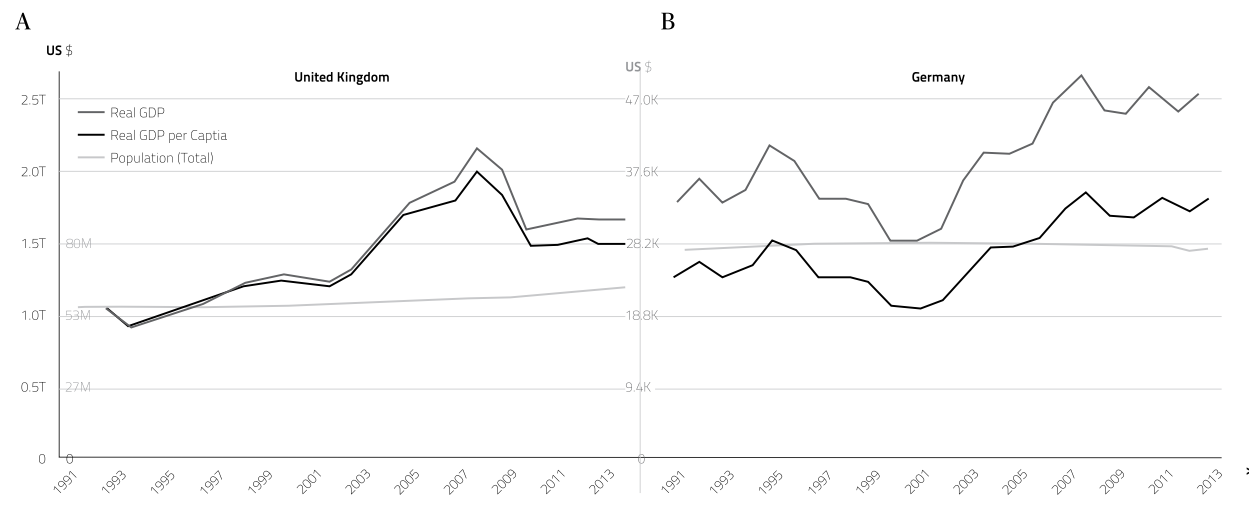 A
B
US $
US $
United Kingdom
Germany
2.5T
47.0K
Real GDP
Real GDP per Captia
Population (Total)
2.0T
37.6K
1.5T
80M
28.2K
1.0T
53M
18.8K
0.5T
27M
9.4K
0
0
0
1991
1993
1995
1997
1999
2001
2003
2005
2007
2009
2011
2013
1991
1993
1995
1997
1999
2001
2003
2005
2007
2009
2011
2013